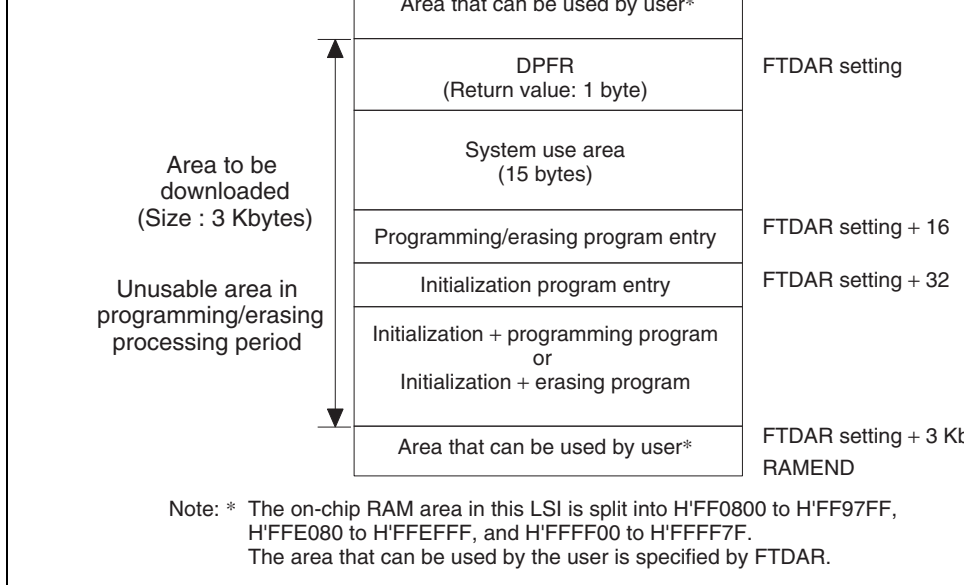 Area that can be used by user*
DPFR
(Return value: 1 byte)
FTDAR setting
System use area
(15 bytes)
Area to be
downloaded
(Size : 3 Kbytes)
Programming/erasing program entry
FTDAR setting + 16
Initialization program entry
FTDAR setting + 32
Unusable area in
programming/erasing
processing period
Initialization + programming program
or
Initialization + erasing program
Area that can be used by user*
FTDAR setting + 3 Kb
RAMEND
Note: * The on-chip RAM area in this LSI is split into H'FF0800 to H'FF97FF,
H'FFE080 to H'FFEFFF, and H'FFFF00 to H'FFFF7F.
The area that can be used by the user is specified by FTDAR.